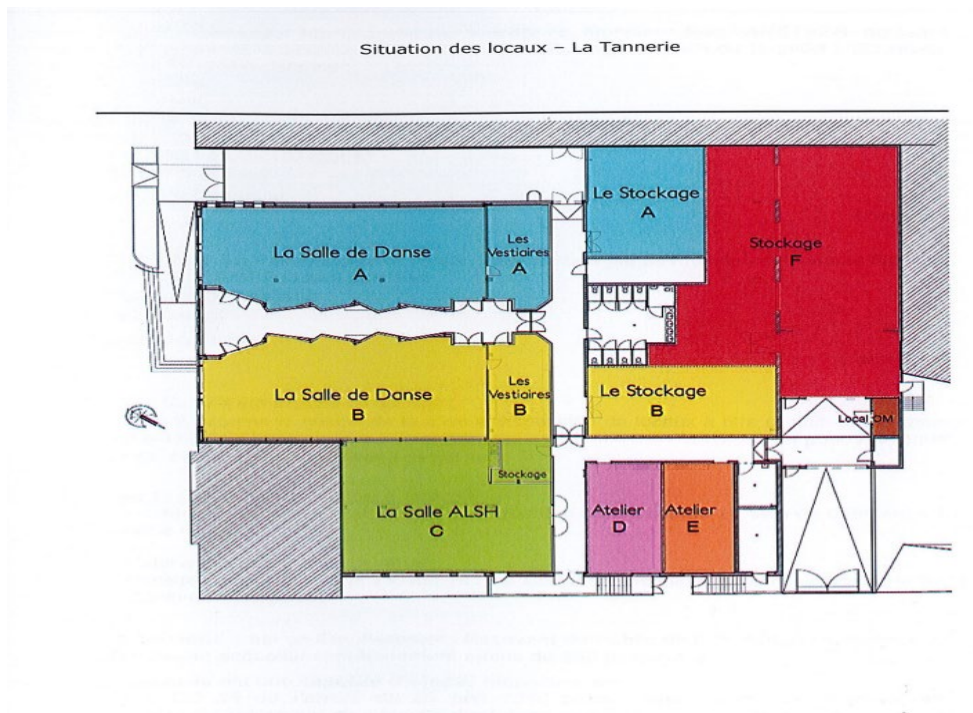 Situation des locaux – La Tannerie
Le Stockage
A
La Salle de Danse
A
Les
Vestiaires
A
Stockage
F
La Salle de Danse
B
Les
Vestiaires
B
Le Stockage
B
Local OM
Stockage
La Salle ALSH
C
Atelier
D
Atelier
E